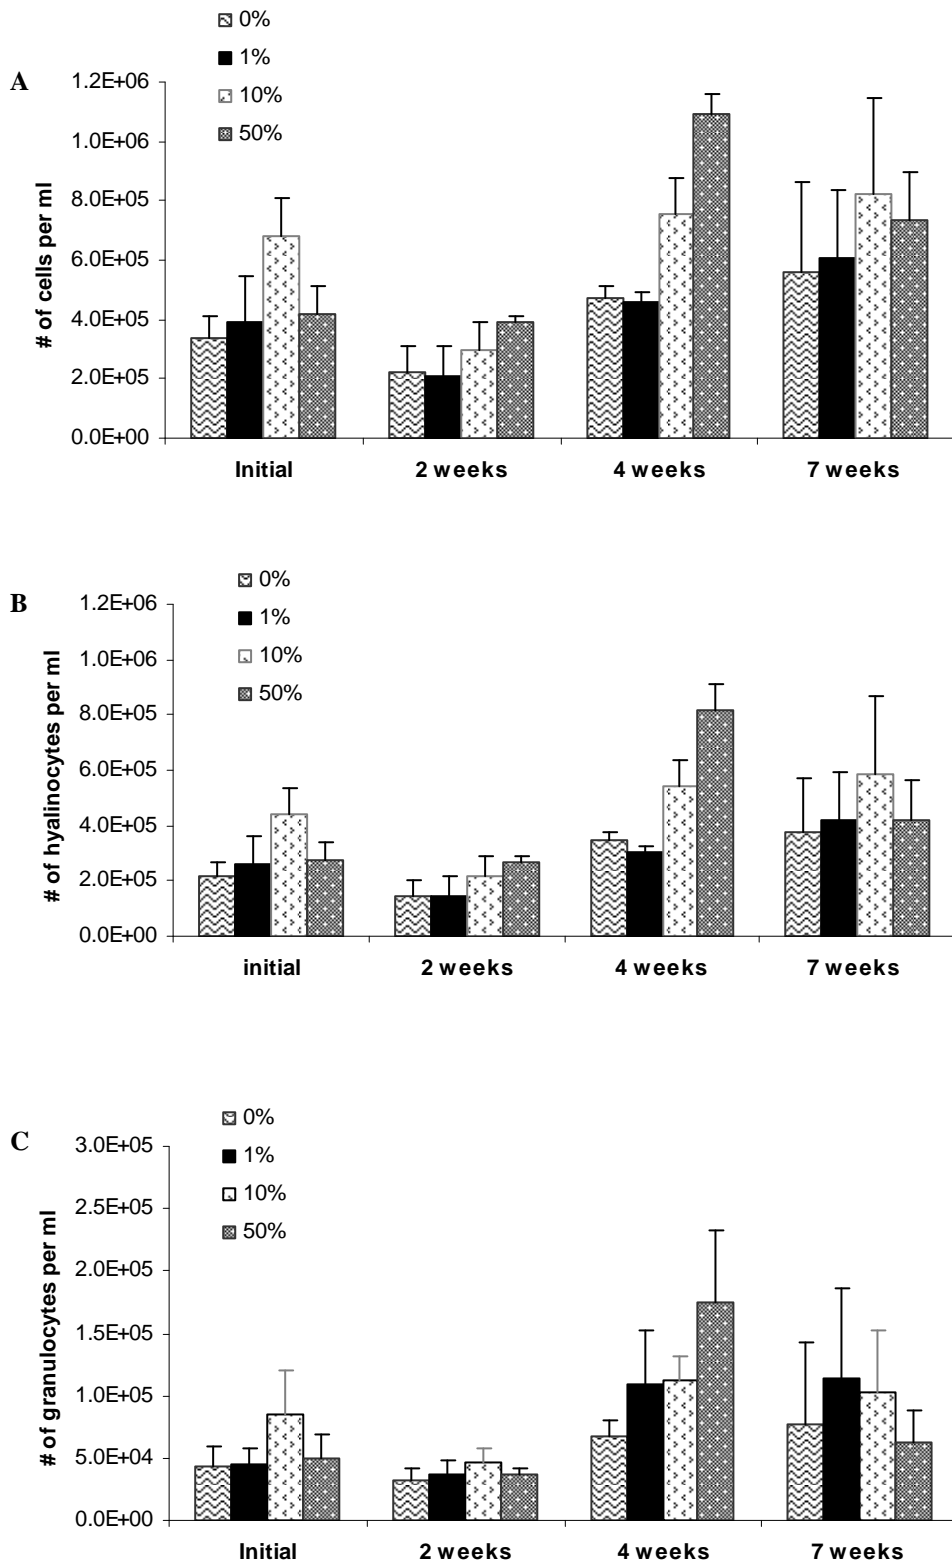 A
0%
1%
10%
50%
# of cells per ml
1.2E+06
1.0E+06
8.0E+05
6.0E+05
4.0E+05
2.0E+05
0.0E+00
Initial 2 weeks 4 weeks 7 weeks
B
0%
1%
10%
50%
# of hyalinocytes per ml
1.2E+06
1.0E+06
8.0E+05
6.0E+05
4.0E+05
2.0E+05
0.0E+00
initial 2 weeks 4 weeks 7 weeks
C
0%
1%
10%
50%
# of granulocytes per ml
3.0E+05
2.5E+05
2.0E+05
1.5E+05
1.0E+05
5.0E+04
0.0E+00
Initial 2 weeks 4 weeks 7 weeks